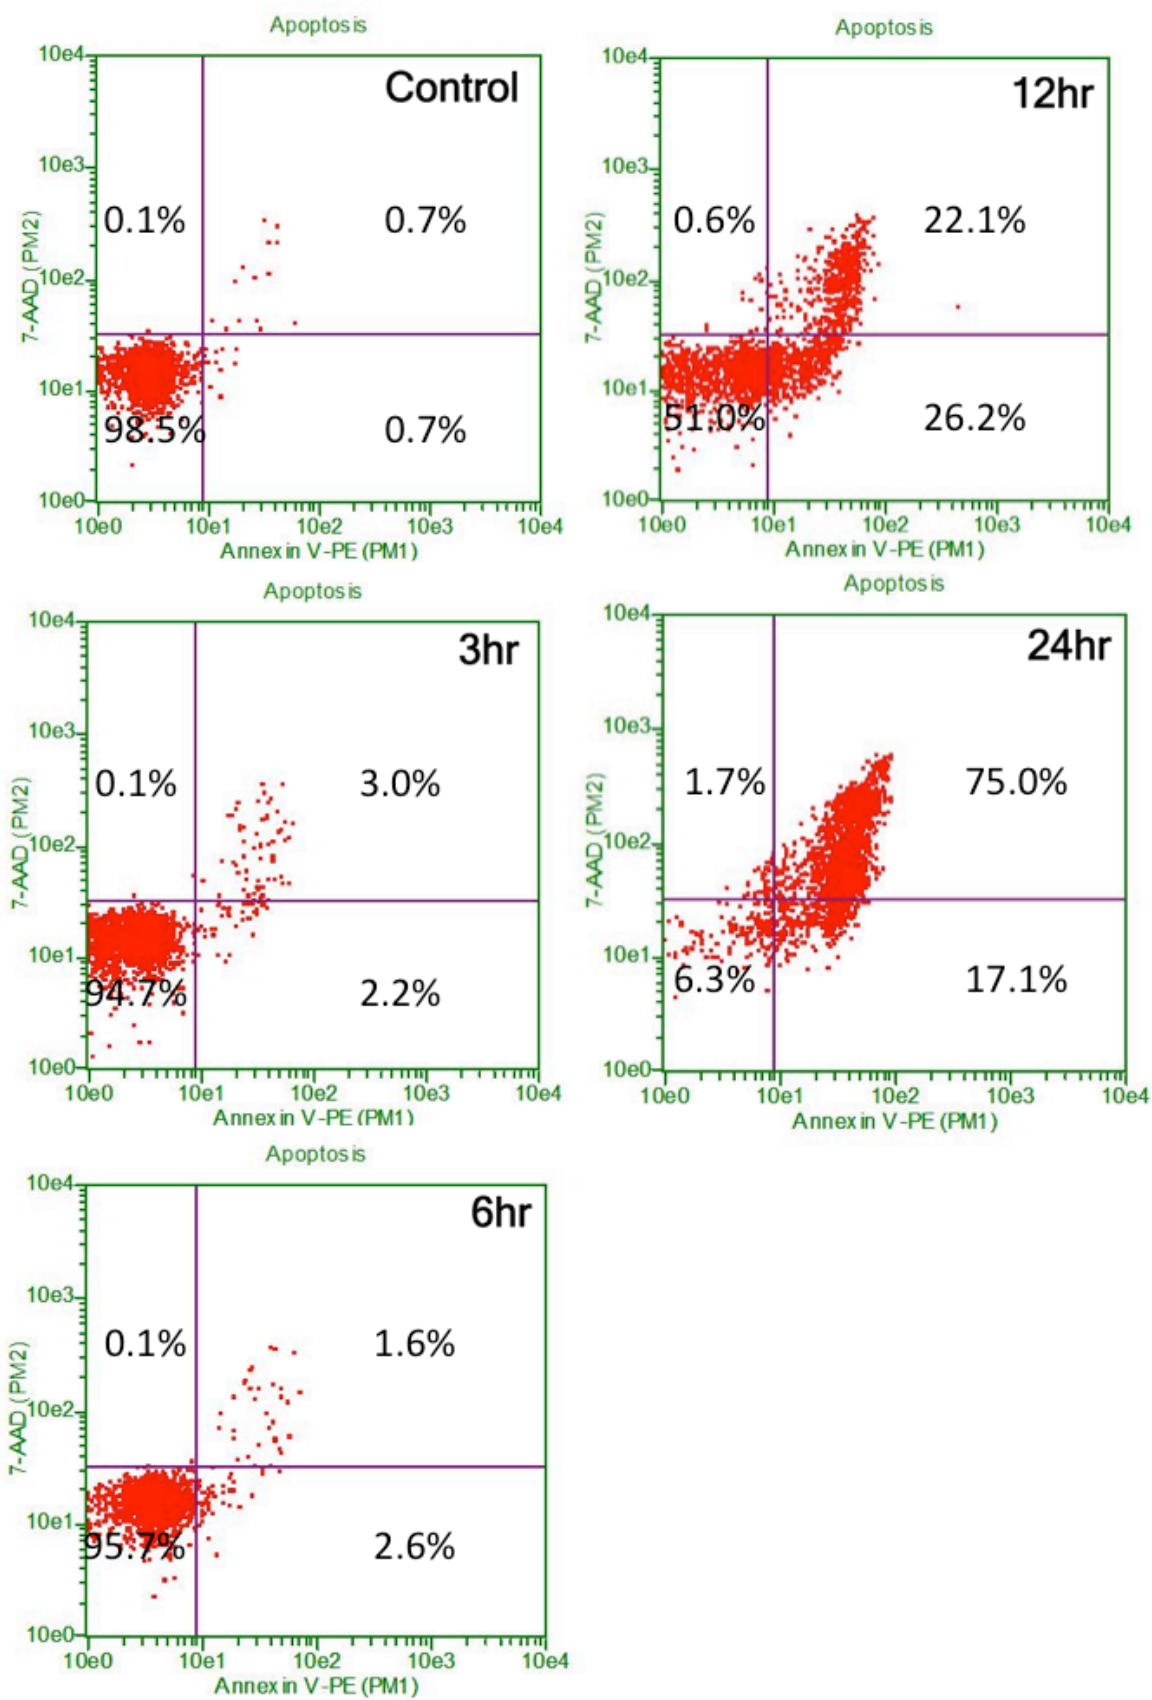 Apoptosis
Control
10e4
10e3
10e2
10e1
10e0
7-AAD (PM2)
0.1%
0.7%
98.5%
0.7%
10e0 10e1 10e2 10e3 10e4
Annexin V-PE (PM1)
Apoptosis
12hr
10e4
10e3
10e2
10e1
10e0
7-AAD (PM2)
0.6%
22.1%
51.0%
26.2%
10e0 10e1 10e2 10e3 10e4
Annexin V-PE (PM1)
Apoptosis
3hr
10e4
10e3
10e2
10e1
10e0
7-AAD (PM2)
0.1%
3.0%
94.7%
2.2%
10e0 10e1 10e2 10e3 10e4
Annexin V-PE (PM1)
Apoptosis
24hr
10e4
10e3
10e2
10e1
10e0
7-AAD (PM2)
1.7%
75.0%
6.3%
17.1%
10e0 10e1 10e2 10e3 10e4
Annexin V-PE (PM1)
Apoptosis
6hr
10e4
10e3
10e2
10e1
10e0
7-AAD (PM2)
0.1%
1.6%
95.7%
2.6%
10e0 10e1 10e2 10e3 10e4
Annexin V-PE (PM1)